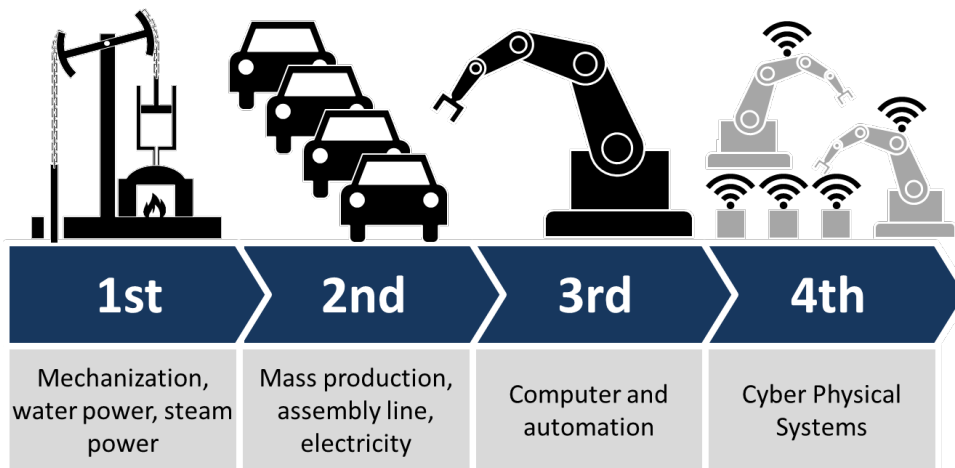 1st
2nd
3rd
4th
Mechanization,
water power, steam
power
Mass production,
assembly line,
electricity
Computer and
automation
Cyber Physical
Systems